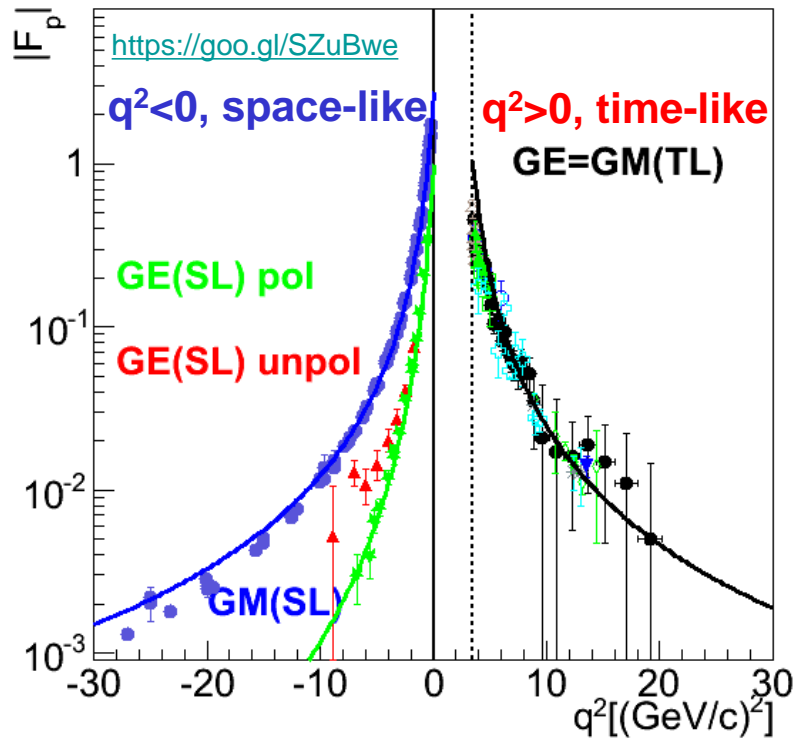 |Fₚ|
https://goo.gl/SZuBwe
q²<0, space-like
q²>0, time-like
GE=GM(TL)
1
GE(SL) pol
10⁻¹
GE(SL) unpol
10⁻²
GM(SL)
10⁻³
-30 -20 -10 0 10 20 30
q²[(GeV/c)²]